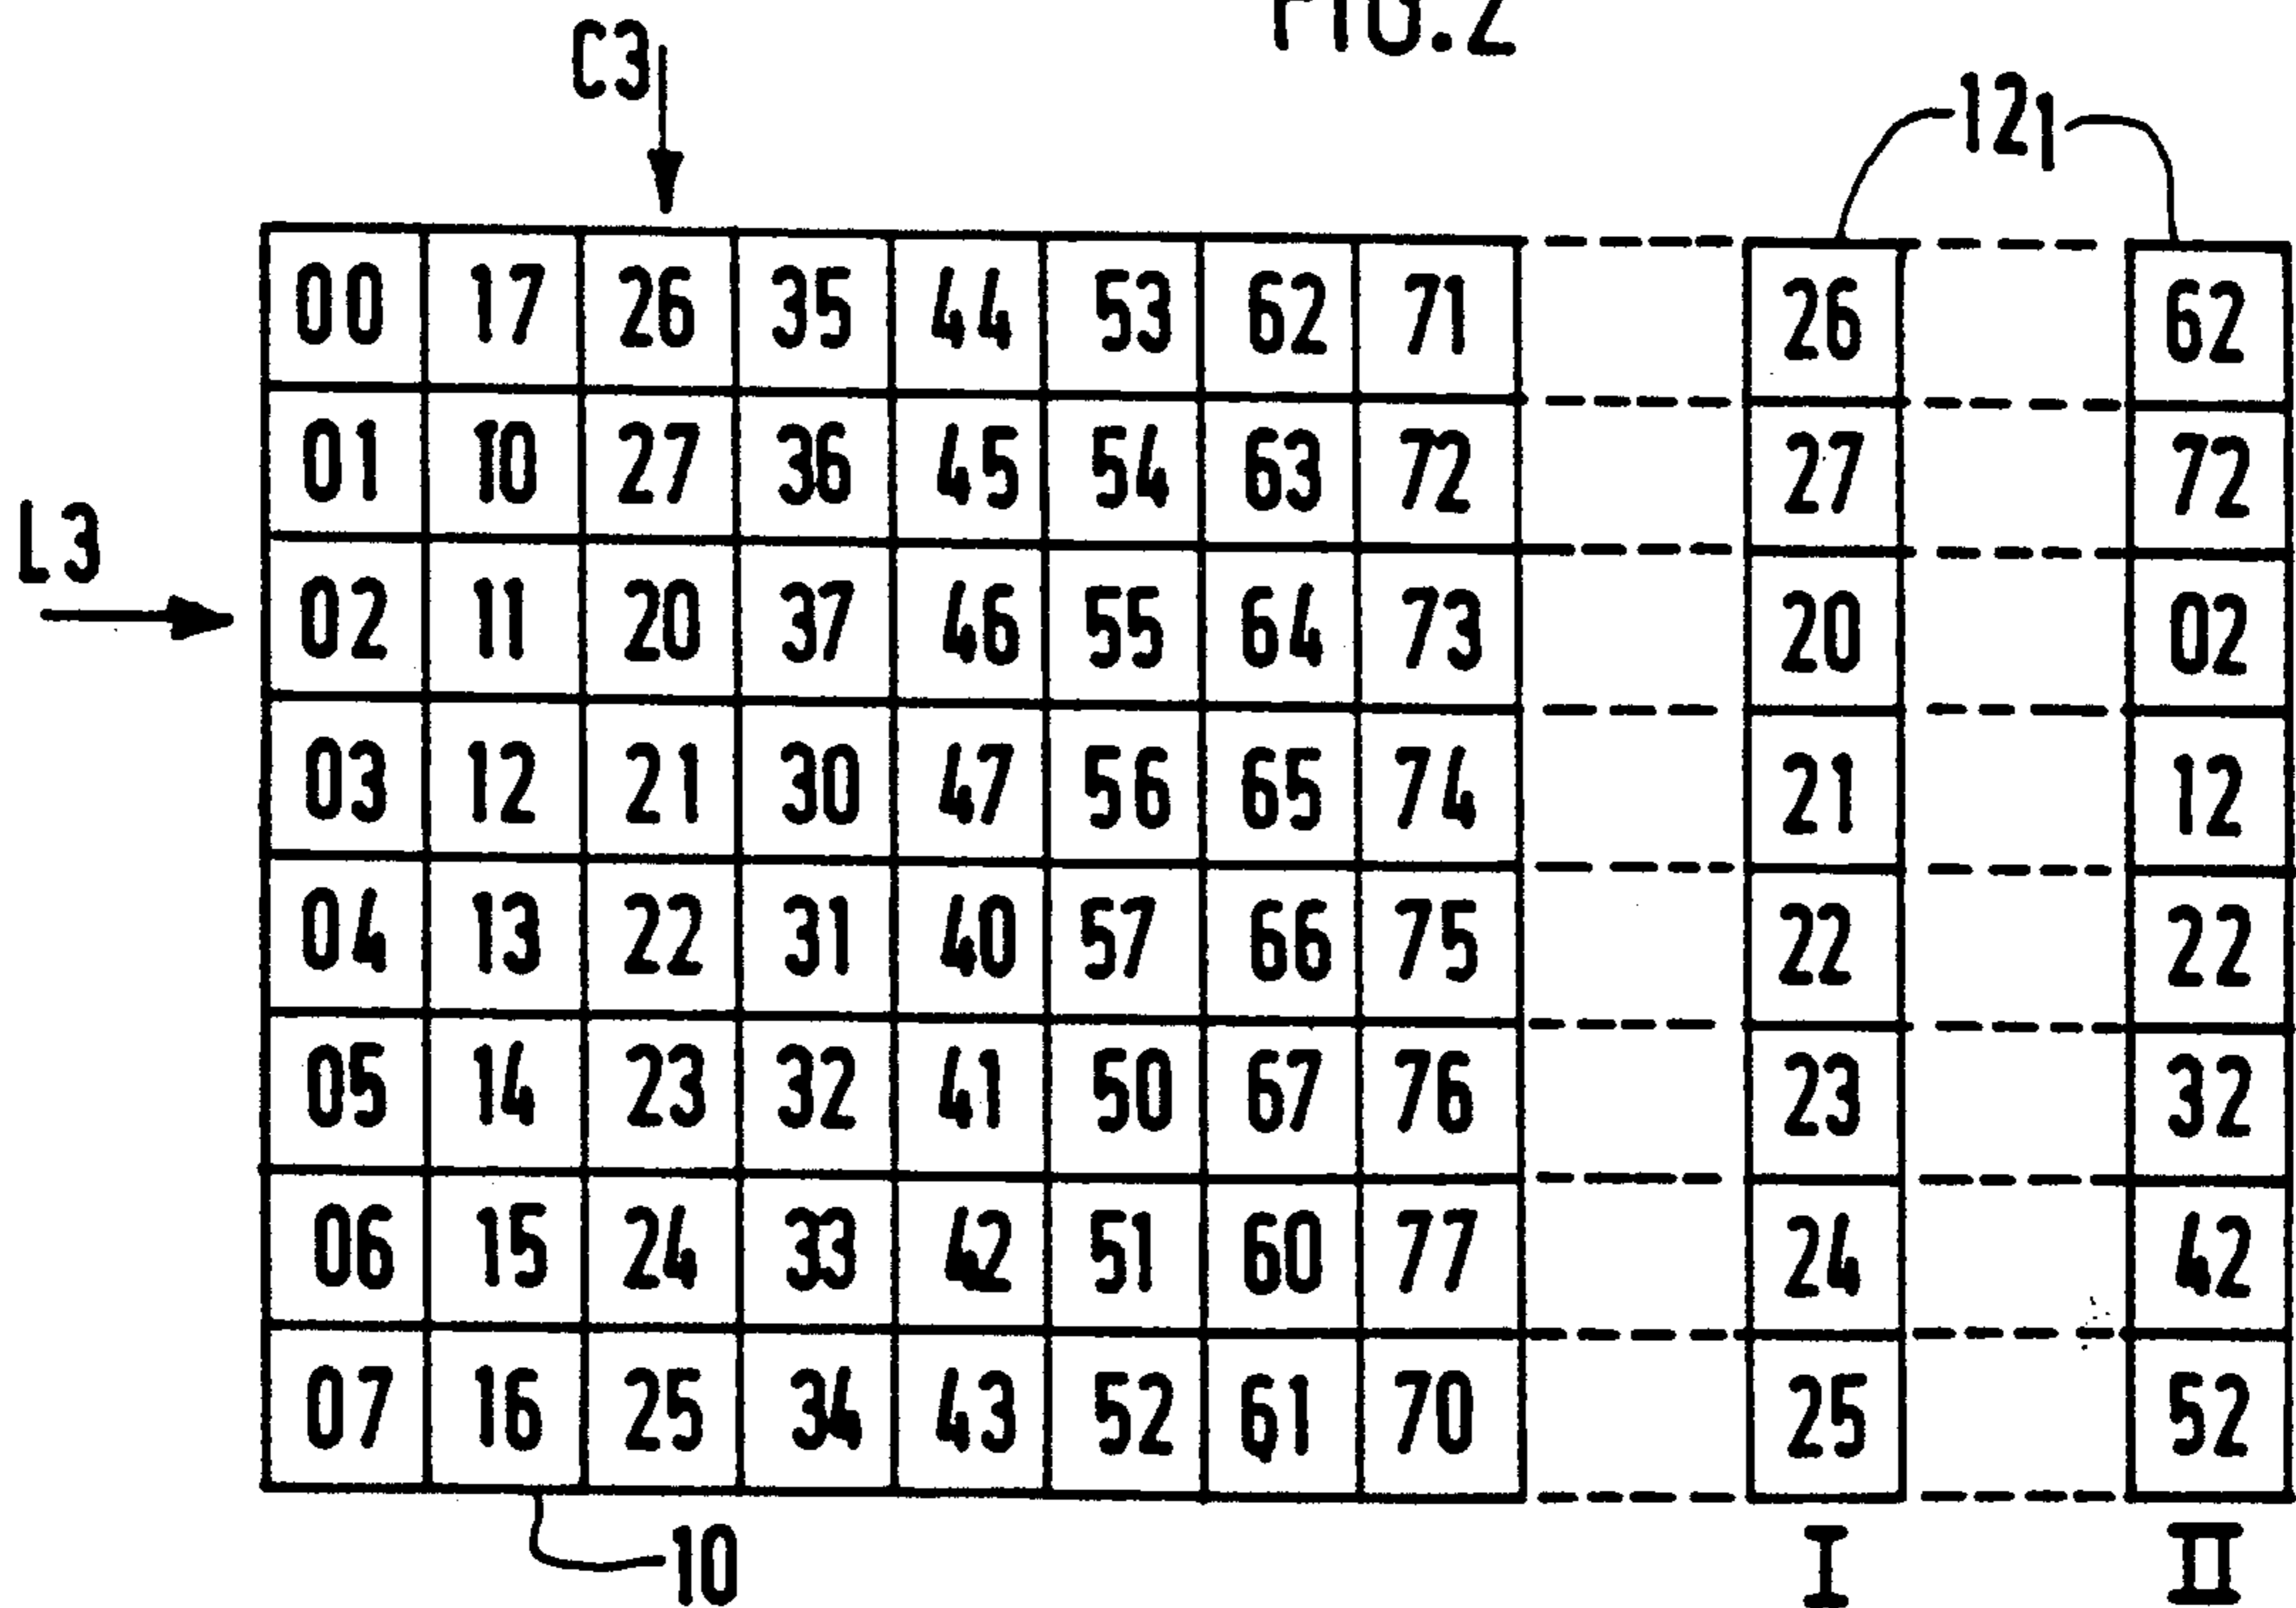 FIG.2
C3
12₁
00 17 26 35 44 53 62 71 26 62
01 10 27 36 45 54 63 72 27 72
L3
02 11 20 37 46 55 64 73 20 02
03 12 21 30 47 56 65 74 21 12
04 13 22 31 40 57 66 75 22 22
05 14 23 32 41 50 67 76 23 32
06 15 24 33 42 51 60 77 24 42
07 16 25 34 43 52 61 70 25 52
10
I II